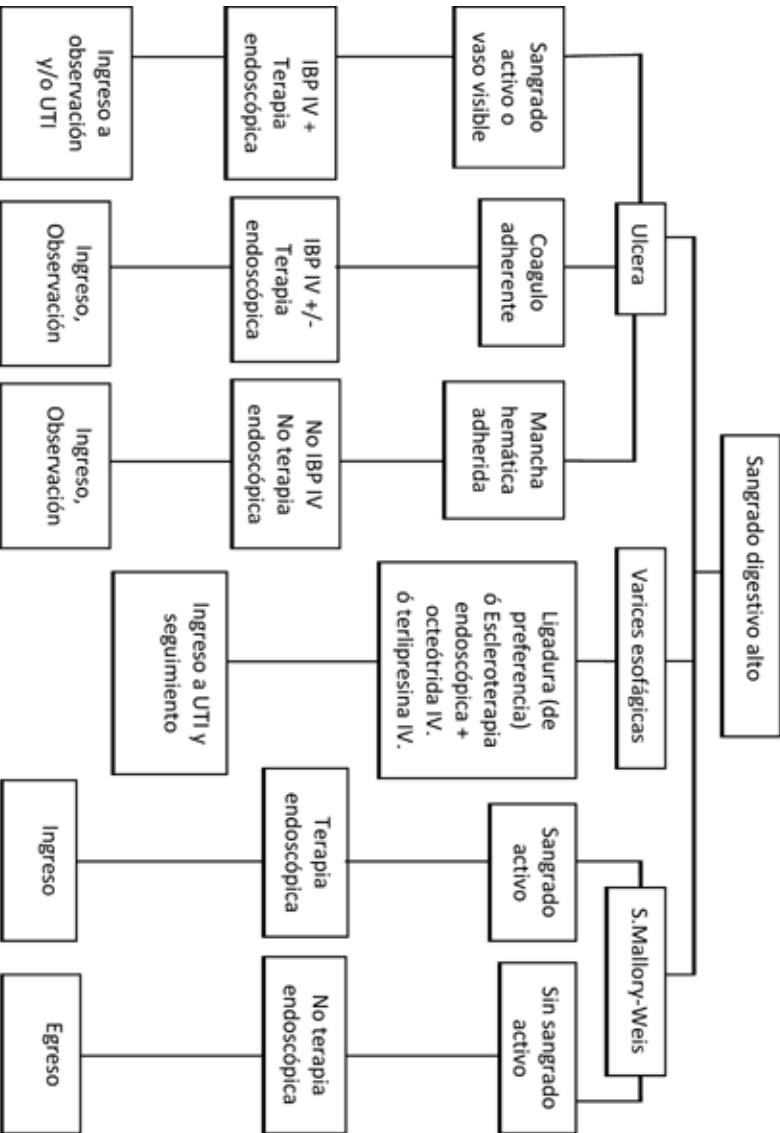 Sangrado digestivo alto
Ulcera
Varices esofágicas
S.Mallory-Weis
Sangrado
activo o
vaso visible
Coagulo
adherente
Mancha
hemática
adherida
Ligadura (de
preferencia)
ó Escleroterapia
endoscópica +
octeótrida IV.
ó terlipresina IV.
Sangrado
activo
Sin sangrado
activo
IBP IV +
Terapia
endoscópica
IBP IV +/-
Terapia
endoscópica
No IBP IV
No terapia
endoscópica
Terapia
endoscópica
No terapia
endoscópica
Ingreso a
observación
y/o UTI
Ingreso,
Observación
Ingreso,
Observación
Ingreso a UTI y
seguimiento
Ingreso
Egreso